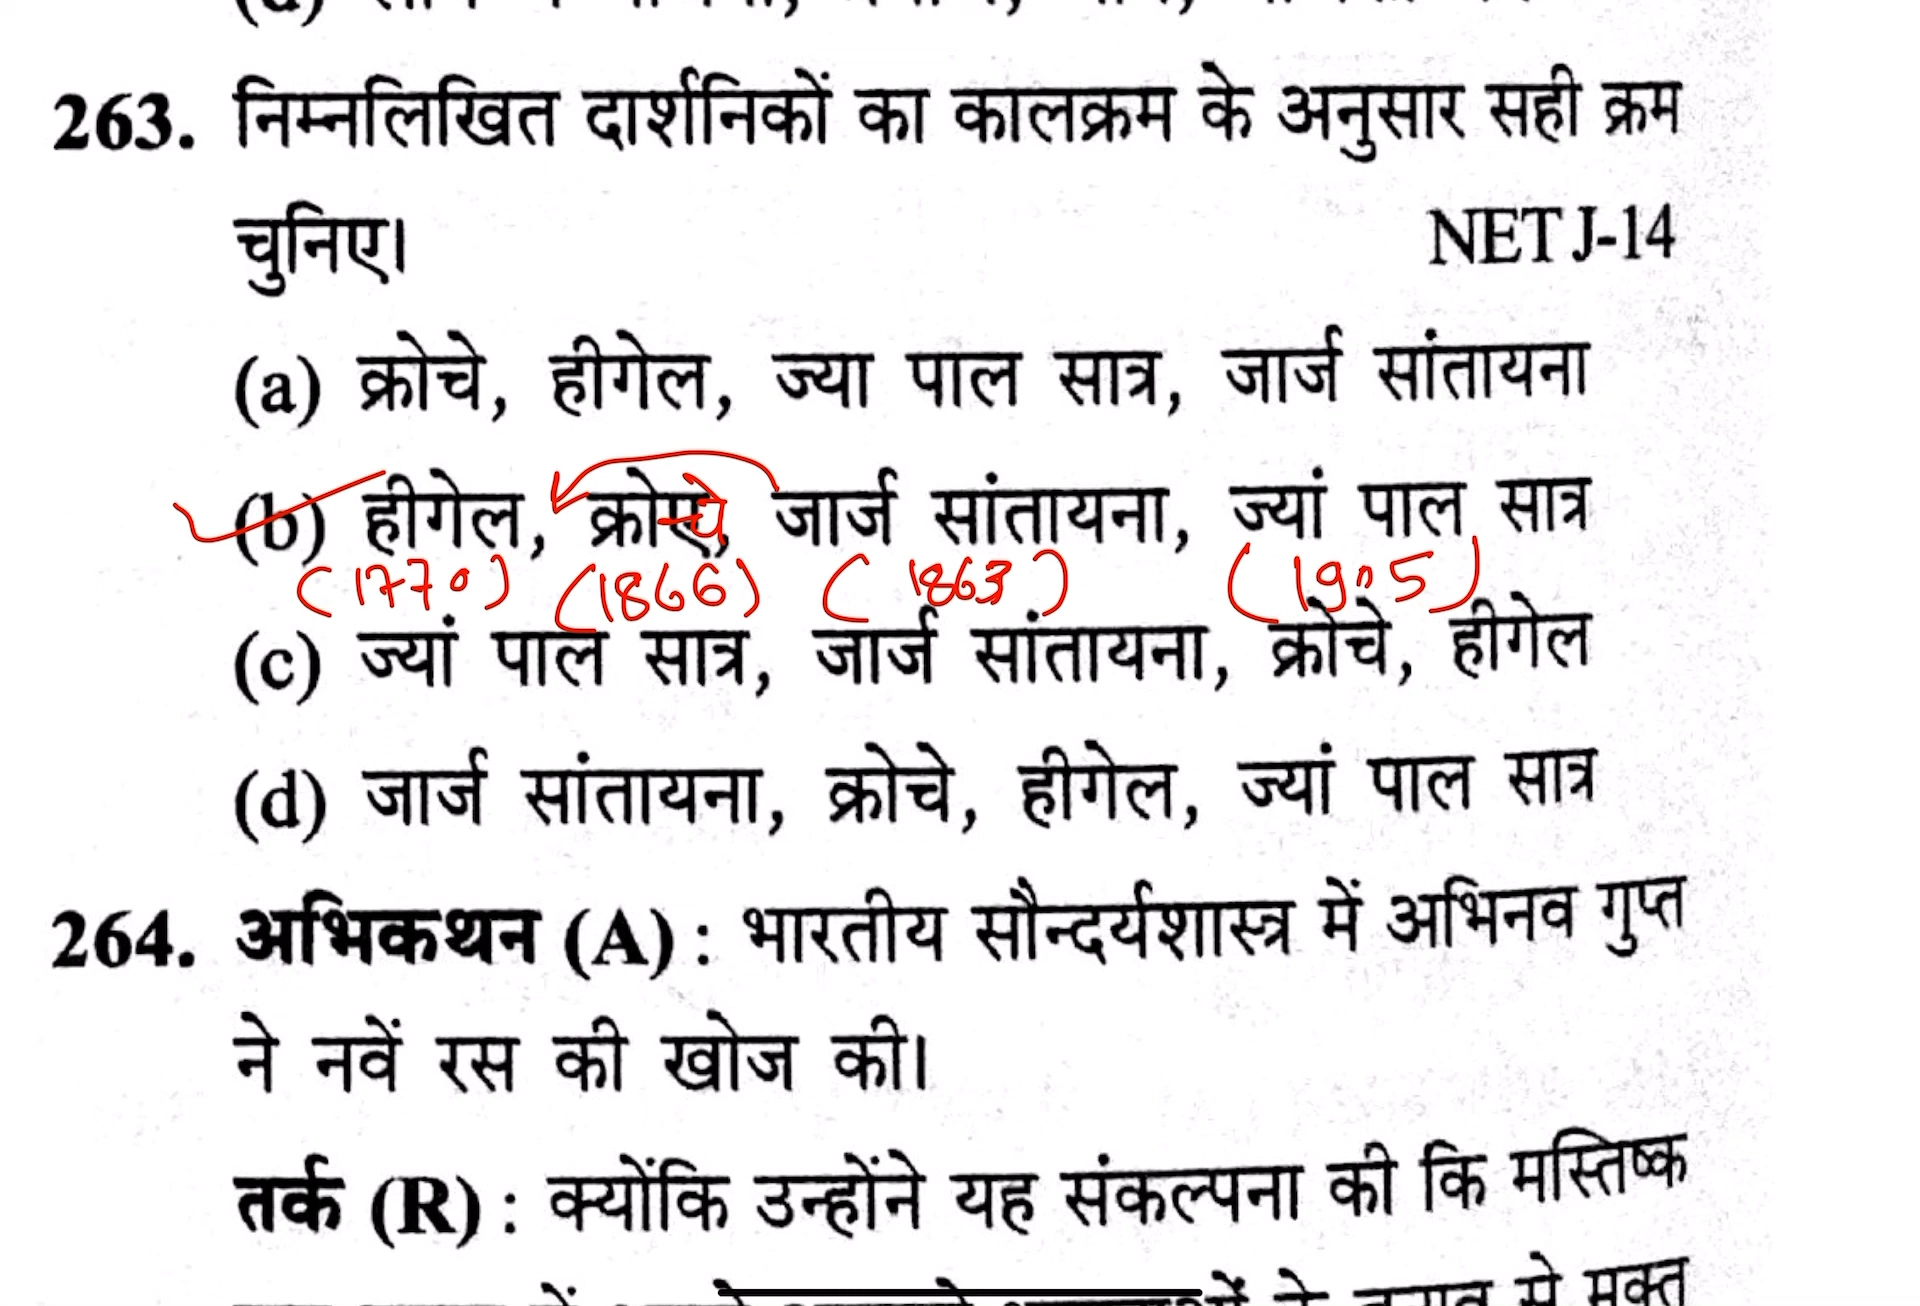 263. निम्नलिखित दार्शनिकों का कालक्रम के अनुसार सही क्रम
चुनिए। NET J-14
(a) क्रोचे, हीगेल, ज्या पाल सात्र, जार्ज सांतायना
(b) हीगेल, क्रोचे, जार्ज सांतायना, ज्यां पाल सात्र
(1770) (1866) (1863) (1905)
(c) ज्यां पाल सात्र, जार्ज सांतायना, क्रोचे, हीगेल
(d) जार्ज सांतायना, क्रोचे, हीगेल, ज्यां पाल सात्र
264. अभिकथन (A) : भारतीय सौन्दर्यशास्त्र में अभिनव गुप्त
ने नवें रस की खोज की।
तर्क (R) : क्योंकि उन्होंने यह संकल्पना की कि मस्तिष्क
से मुक्त